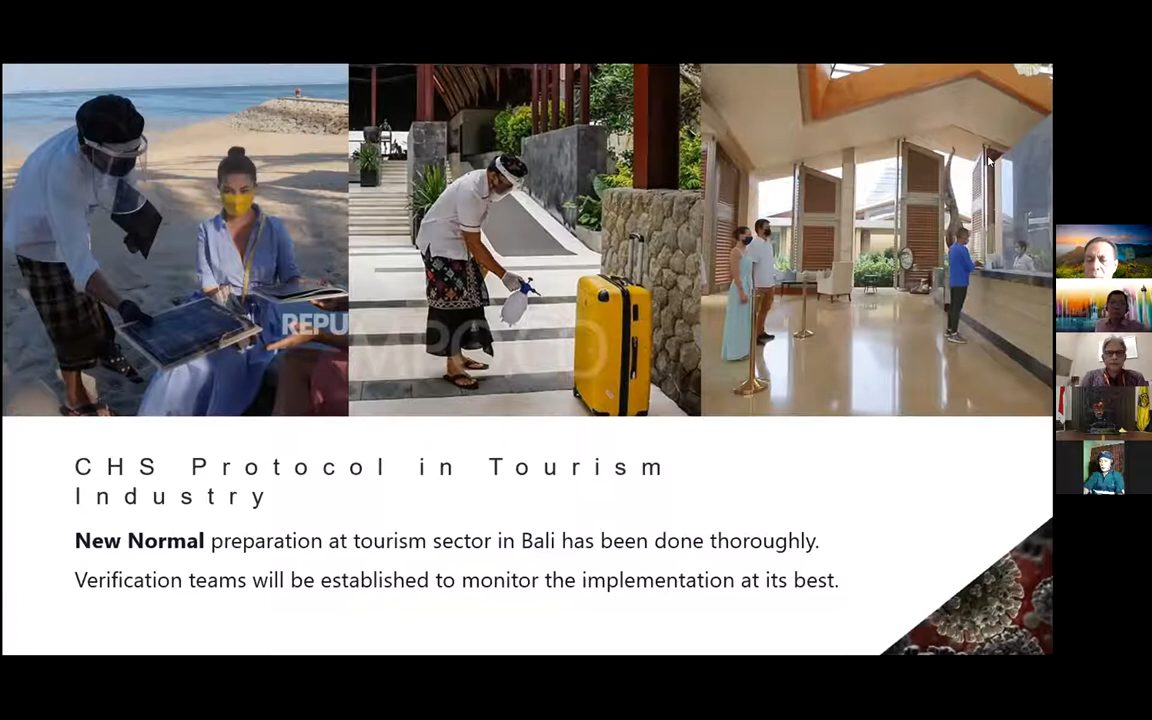 REPU
CHS Protocol in Tourism
Industry
New Normal preparation at tourism sector in Bali has been done thoroughly.
Verification teams will be established to monitor the implementation at its best.